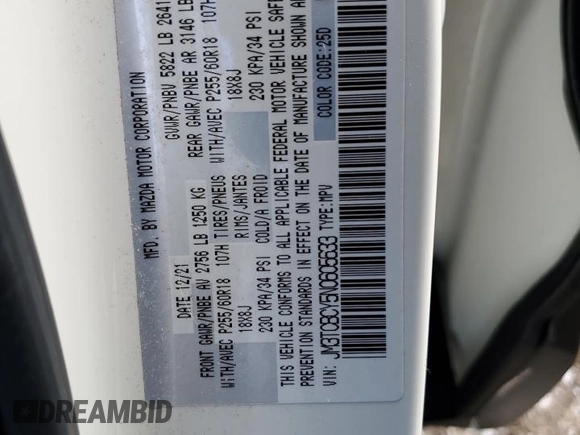 MFD. BY MAZDA MOTOR CORPORATION
DATE 12/21 GVWR/PNBV 5822 LB 2641
FRONT GAWR/PNBE AV 2756 LB 1250 KG REAR GAWR/PNBE AR 3146 LB
WITH/AVEC P255/60R18 107H TIRES/PNEUS WITH/AVEC P255/60R18 107H
18X8J RIMS/JANTES 18X8J
230 KPA/34 PSI COLD/A FROID 230 KPA/34 PSI
THIS VEHICLE CONFORMS TO ALL APPLICABLE FEDERAL MOTOR VEHICLE SAFE
PREVENTION STANDARDS IN EFFECT ON THE DATE OF MANUFACTURE SHOWN A
VIN: JM3TCBCY5N0605633 TYPE:MPV COLOR CODE:25D
DREAMBID